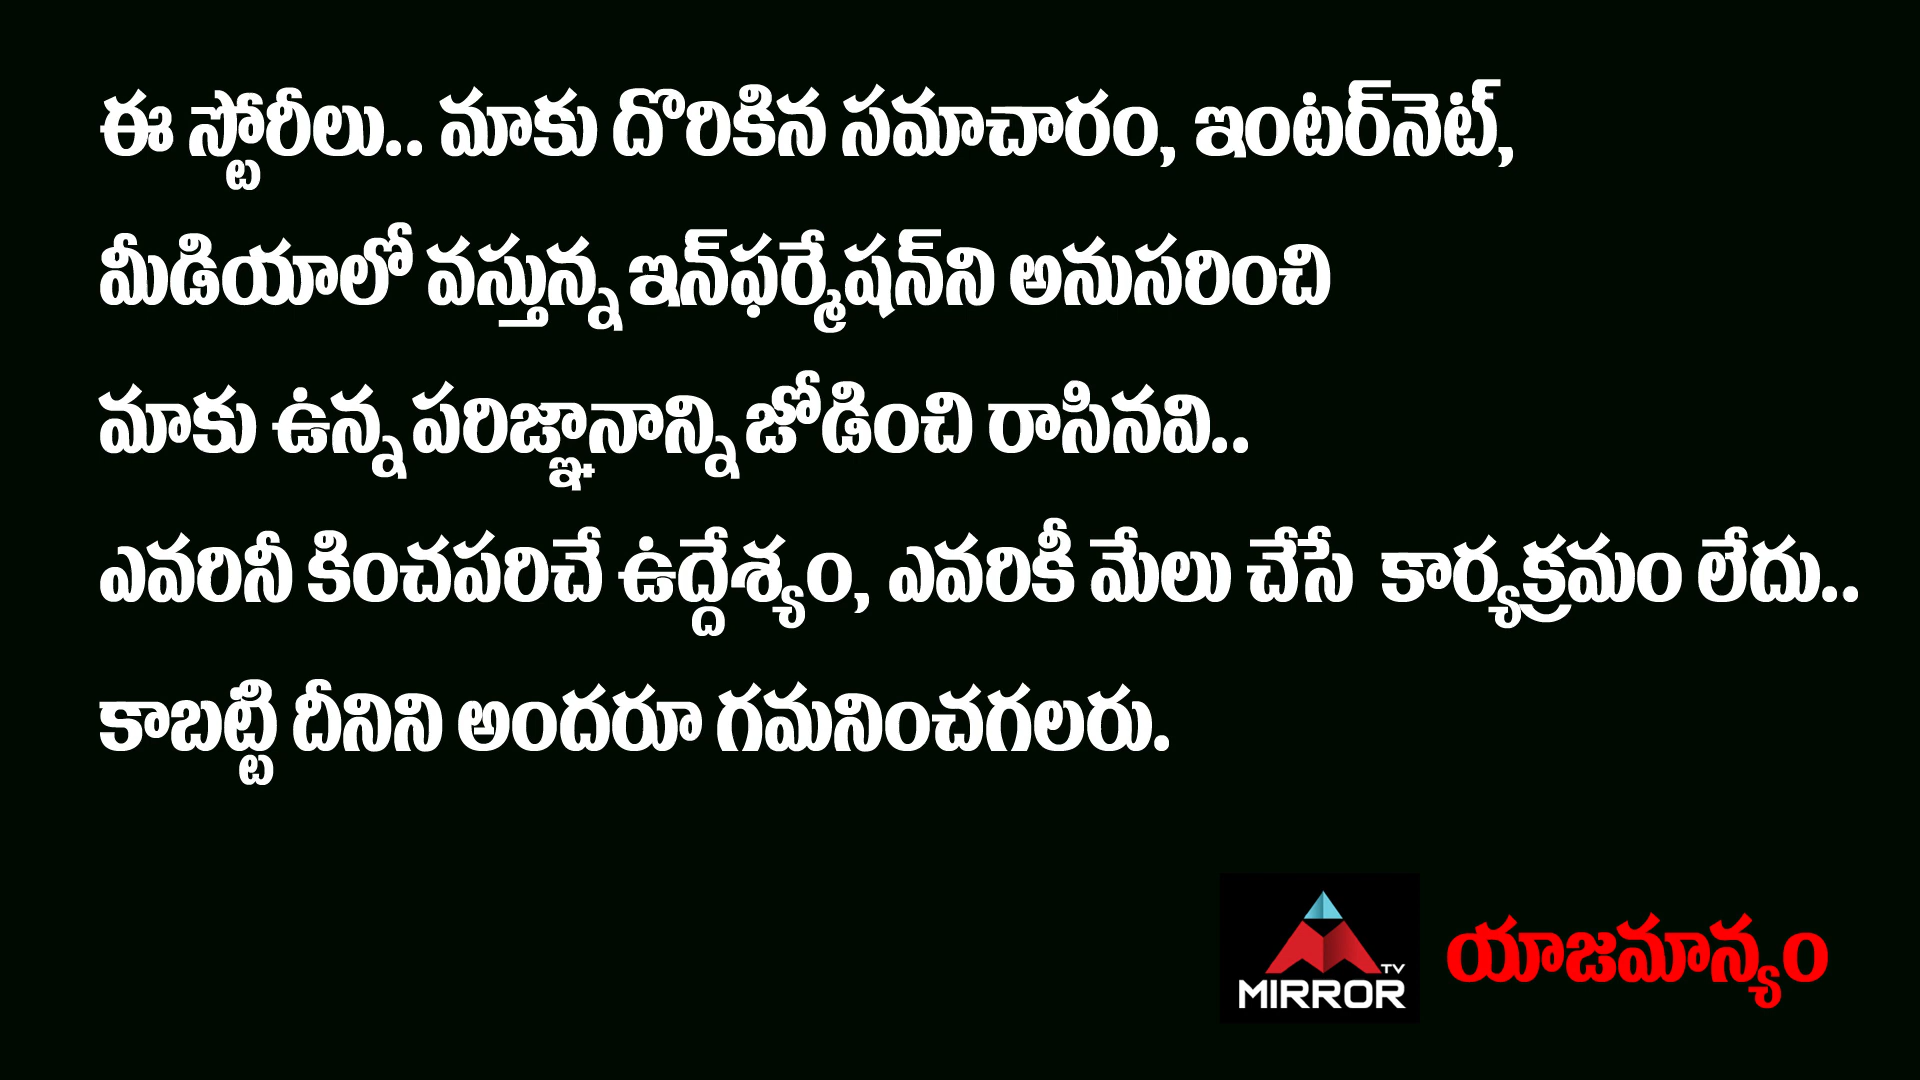 ఈ స్టోరీలు.. మాకు దొరికిన సమాచారం, ఇంటర్‌నెట్,
మీడియాలో వస్తున్న ఇన్‌ఫర్మేషన్‌ని అనుసరించి
మాకు ఉన్న పరిజ్ఞానాన్ని జోడించి రాసినవి..
ఎవరినీ కించపరిచే ఉద్దేశ్యం, ఎవరికీ మేలు చేసే కార్యక్రమం లేదు..
కాబట్టి దీనిని అందరూ గమనించగలరు.
TV
MIRROR
యాజమాన్యం